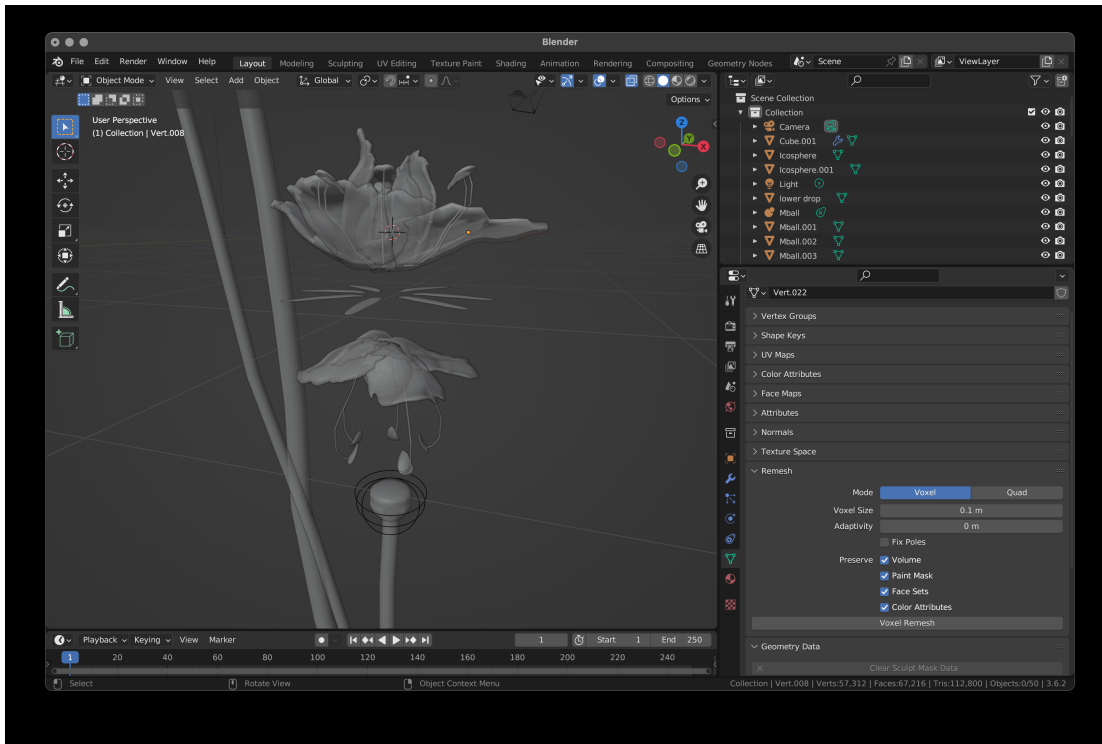 Blender
File Edit Render Window Help Layout Modeling Sculpting UV Editing Texture Paint Shading Animation Rendering Compositing Geometry Nodes Scene ViewLayer
Object Mode View Select Add Object Global
Options
User Perspective
(1) Collection | Vert.008
Z
Y
X
Scene Collection
Collection
Camera
Cube.001
Icosphere
Icosphere.001
Light
lower drop
Mball
Mball.001
Mball.002
Mball.003
Vert.022
Vertex Groups
Shape Keys
UV Maps
Color Attributes
Face Maps
Attributes
Normals
Texture Space
Remesh
Mode Voxel Quad
Voxel Size 0.1 m
Adaptivity 0 m
Fix Poles
Preserve Volume
Paint Mask
Face Sets
Color Attributes
Voxel Remesh
Geometry Data
Clear Sculpt Mask Data
Playback Keying View Marker 1 Start 1 End 250
1 20 40 60 80 100 120 140 160 180 200 220 240
Select Rotate View Object Context Menu Collection | Vert.008 | Verts:57,312 | Faces:67,216 | Tris:112,800 | Objects:0/50 | 3.6.2